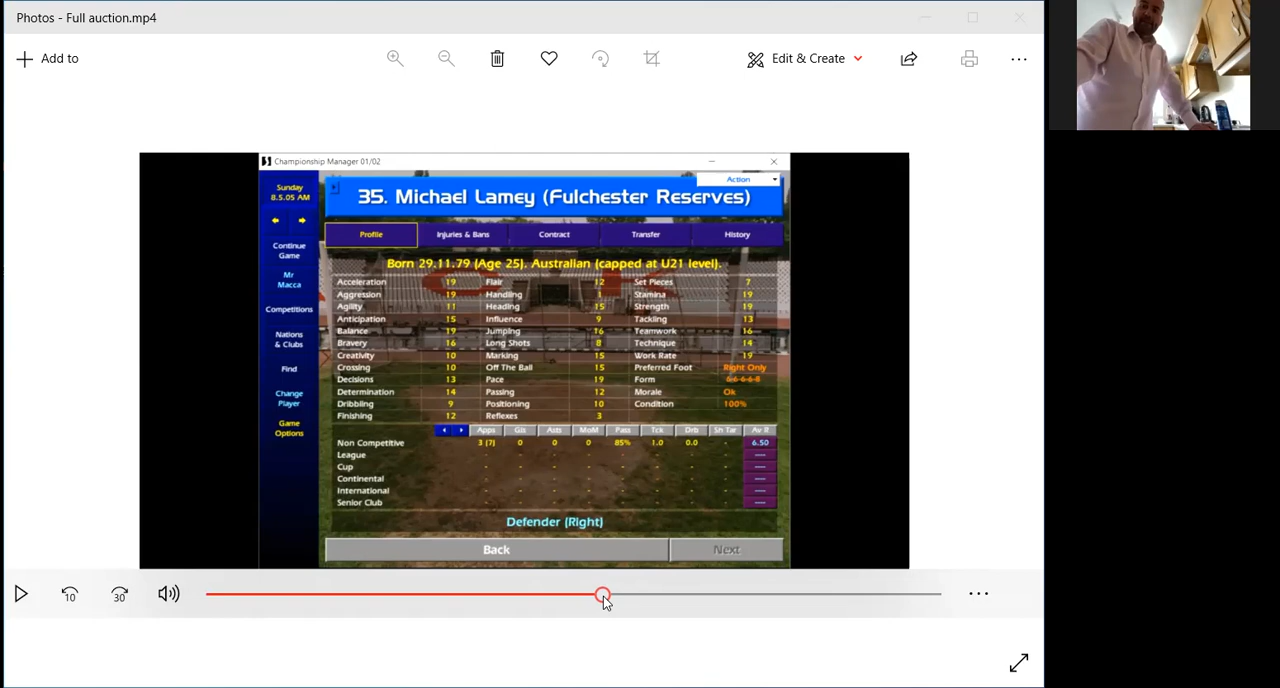 Photos - Full auction.mp4
Add to
Edit & Create
Championship Manager 01/02
Action
Sunday
8.5.05 AM
35. Michael Lamey (Fulchester Reserves)
Continue
Game
Mr
Macca
Competitions
Nations
& Clubs
Find
Change
Player
Game
Options
Profile Injuries & Bans Contract Transfer History
Born 29.11.79 (Age 25). Australian (capped at U21 level).
Acceleration 19 Flair 12 Set Pieces 7
Aggression 19 Handling 1 Stamina 19
Agility 11 Heading 15 Strength 19
Anticipation 15 Influence 9 Tackling 13
Balance 19 Jumping 16 Teamwork 16
Bravery 16 Long Shots 8 Technique 14
Creativity 10 Marking 15 Work Rate 19
Crossing 10 Off The Ball 15 Preferred Foot Right Only
Decisions 13 Pace 19 Form 6-6-6-6-8
Determination 14 Passing 12 Morale Ok
Dribbling 9 Positioning 10 Condition 100%
Finishing 12 Reflexes 3
Apps Gls Asts MoM Pass Tck Drb Sh Tar Av R
Non Competitive 3 (7) 0 0 0 85% 1.0 0.0 - 6.50
League - - - - - - - - ----
Cup - - - - - - - - ----
Continental - - - - - - - - ----
International - - - - - - - - ----
Senior Club - - - - - - - - ----
Defender (Right)
Back Next
10 30